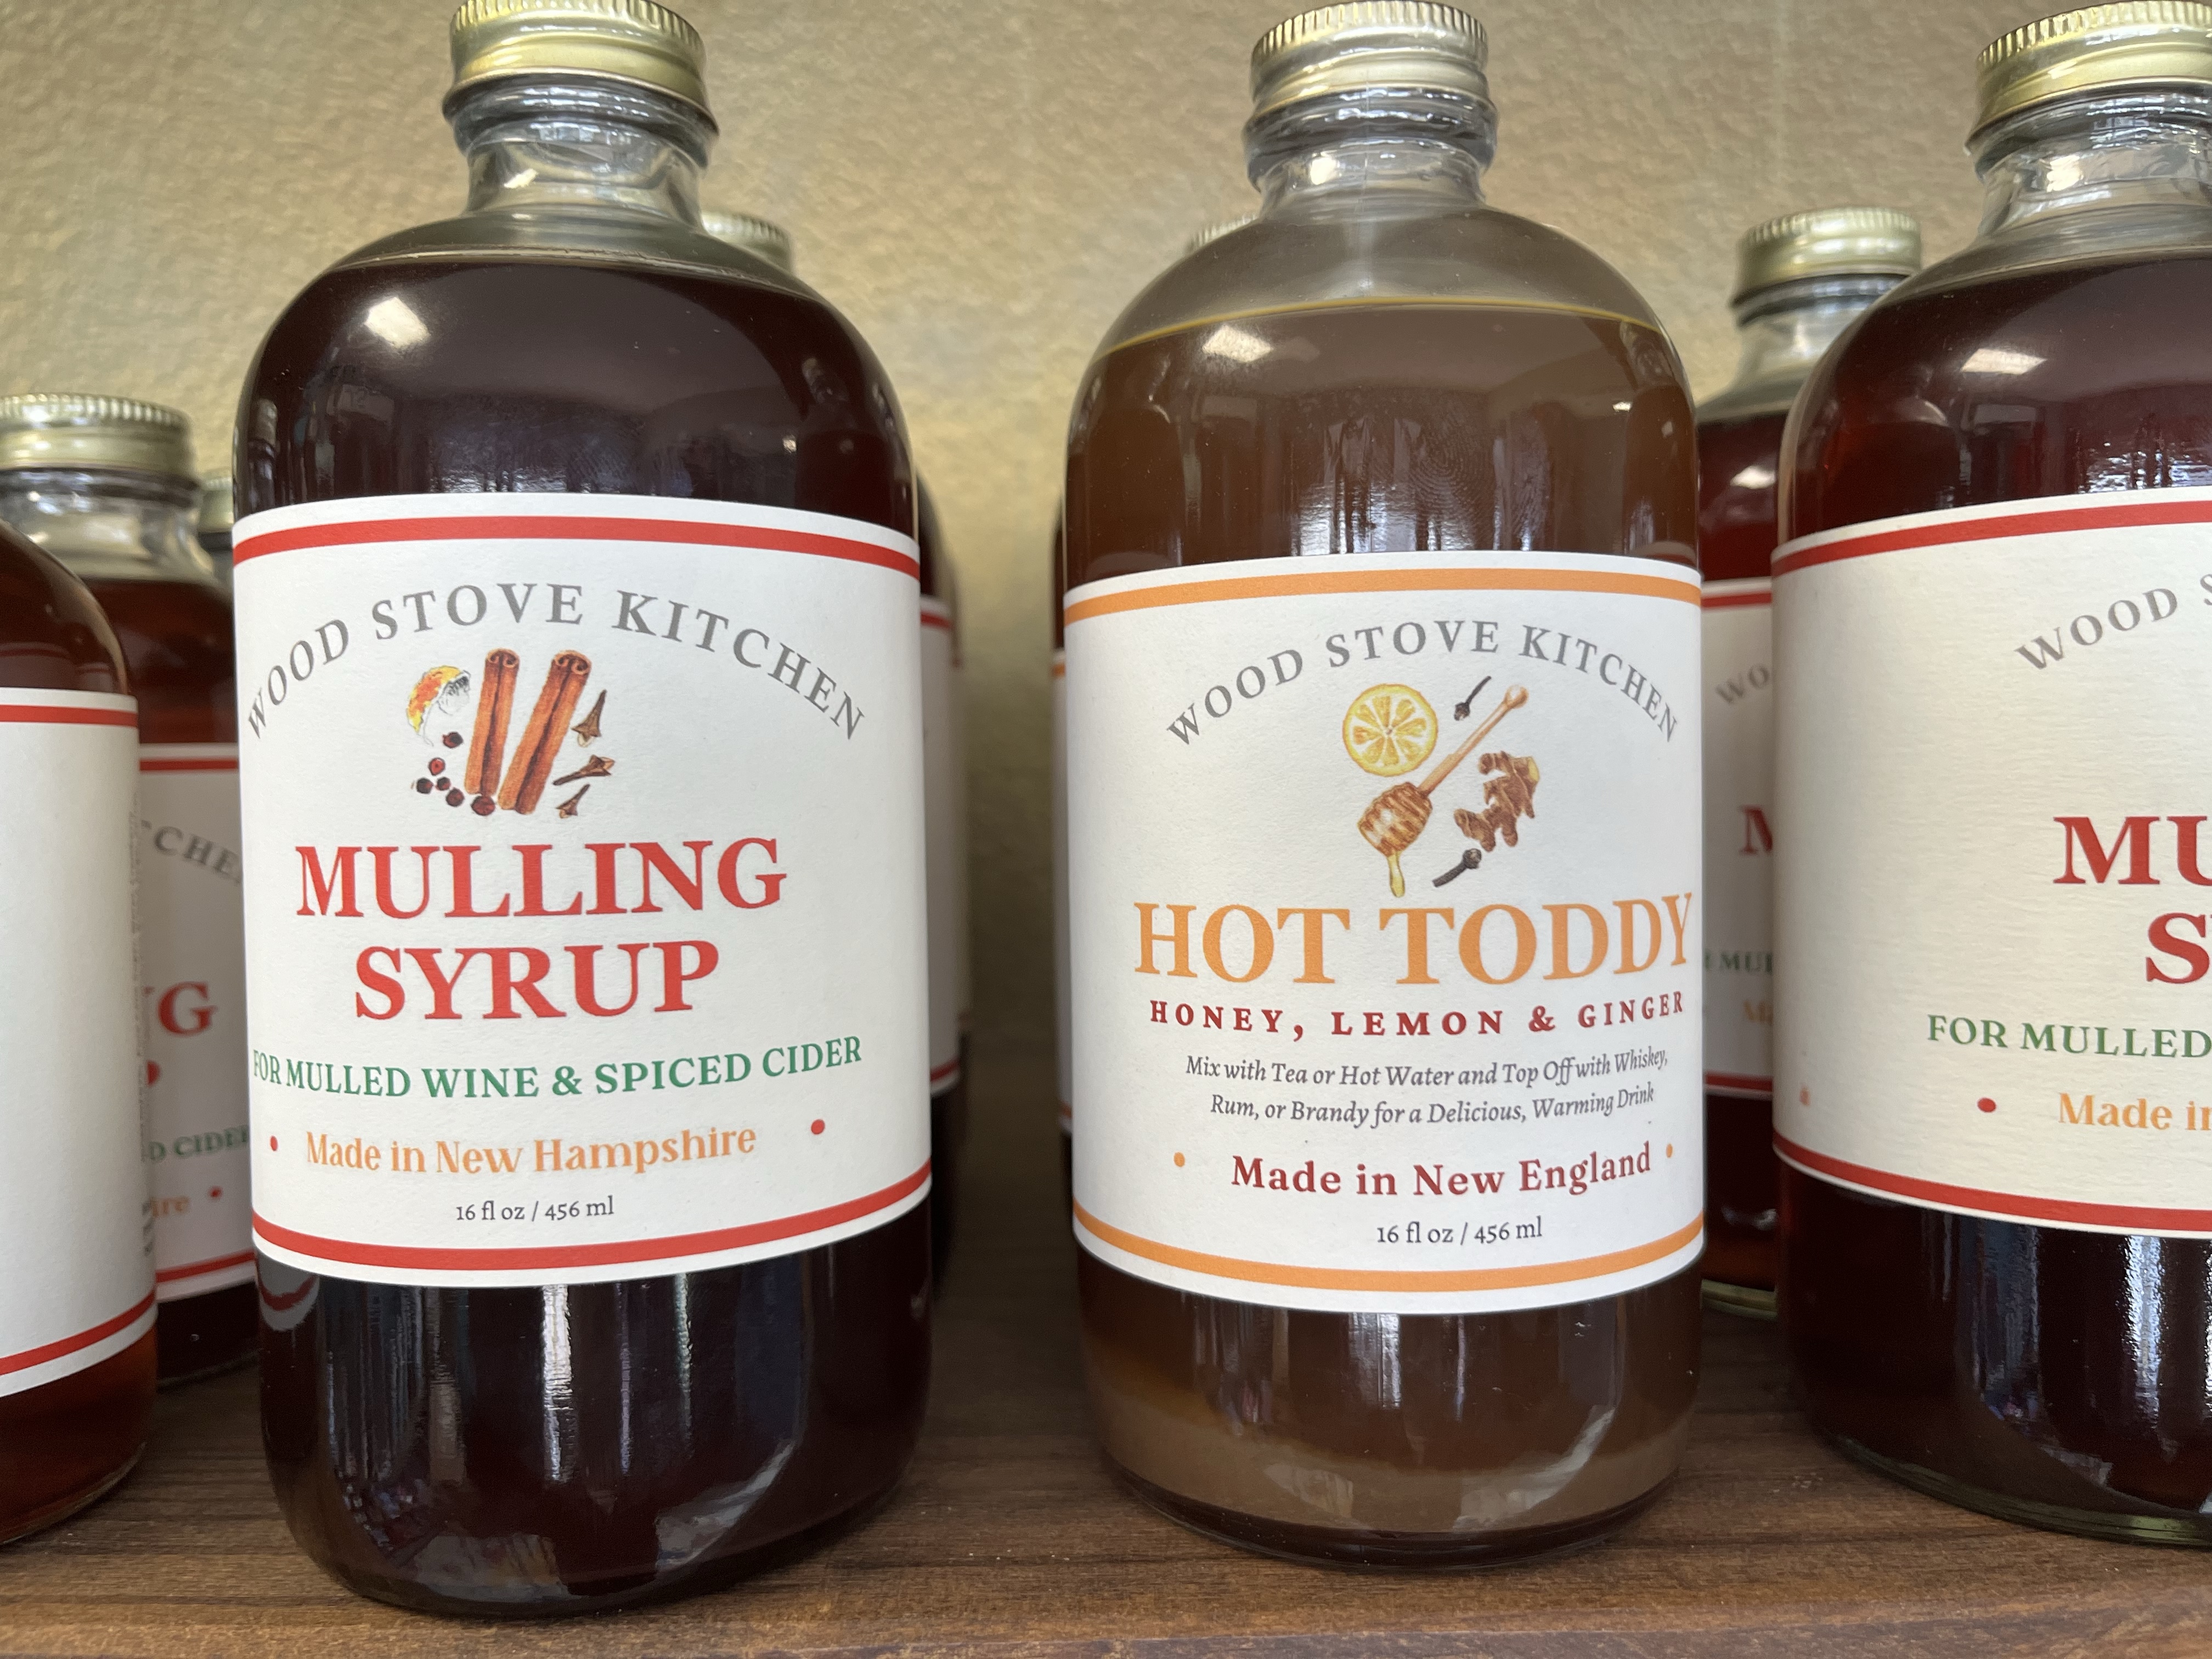 WOOD STOVE KITCHEN
MULLING
SYRUP
FOR MULLED WINE & SPICED CIDER
• Made in New Hampshire •
16 fl oz / 456 ml
WOOD STOVE KITCHEN
HOT TODDY
HONEY, LEMON & GINGER
Mix with Tea or Hot Water and Top Off with Whiskey,
Rum, or Brandy for a Delicious, Warming Drink
• Made in New England •
16 fl oz / 456 ml
WOOD
MU
S
FOR MULLED
• Made in
CIDER